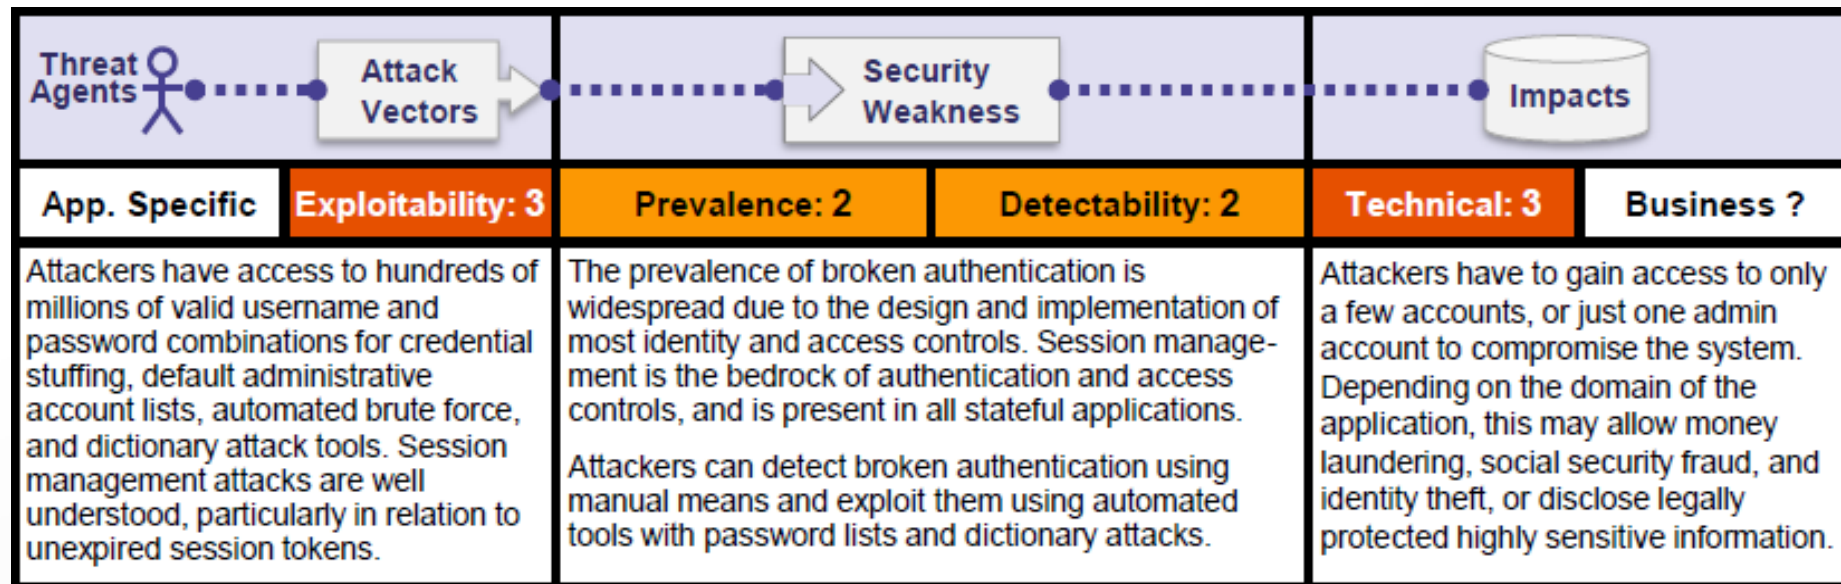 Threat
Agents
Attack
Vectors
Security
Weakness
Impacts
App. Specific
Exploitability: 3
Prevalence: 2
Detectability: 2
Technical: 3
Business ?
Attackers have access to hundreds of
millions of valid username and
password combinations for credential
stuffing, default administrative
account lists, automated brute force,
and dictionary attack tools. Session
management attacks are well
understood, particularly in relation to
unexpired session tokens.
The prevalence of broken authentication is
widespread due to the design and implementation of
most identity and access controls. Session manage-
ment is the bedrock of authentication and access
controls, and is present in all stateful applications.
Attackers can detect broken authentication using
manual means and exploit them using automated
tools with password lists and dictionary attacks.
Attackers have to gain access to only
a few accounts, or just one admin
account to compromise the system.
Depending on the domain of the
application, this may allow money
laundering, social security fraud, and
identity theft, or disclose legally
protected highly sensitive information.